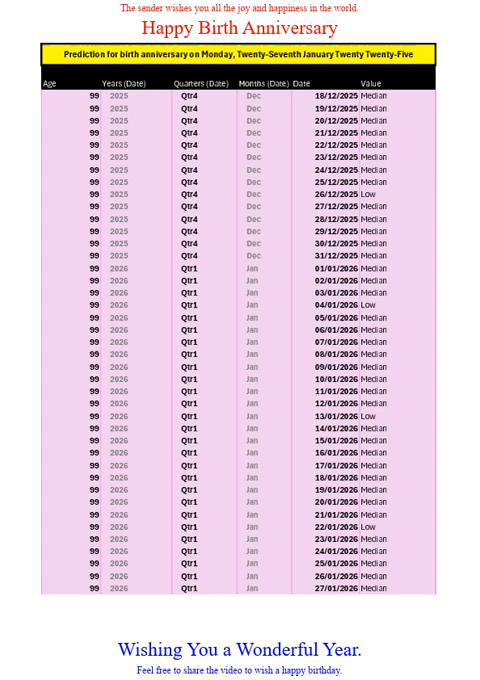 The sender wishes you all the joy and happiness in the world.
Happy Birth Anniversary
Prediction for birth anniversary on Monday, Twenty-Seventh January Twenty Twenty-Five
Age Years (Date) Quarters (Date) Months (Date) Date Value
99 2025 Qtr4 Dec 18/12/2025 Median
99 2025 Qtr4 Dec 19/12/2025 Median
99 2025 Qtr4 Dec 20/12/2025 Median
99 2025 Qtr4 Dec 21/12/2025 Median
99 2025 Qtr4 Dec 22/12/2025 Median
99 2025 Qtr4 Dec 23/12/2025 Median
99 2025 Qtr4 Dec 24/12/2025 Median
99 2025 Qtr4 Dec 25/12/2025 Median
99 2025 Qtr4 Dec 26/12/2025 Low
99 2025 Qtr4 Dec 27/12/2025 Median
99 2025 Qtr4 Dec 28/12/2025 Median
99 2025 Qtr4 Dec 29/12/2025 Median
99 2025 Qtr4 Dec 30/12/2025 Median
99 2025 Qtr4 Dec 31/12/2025 Median
99 2026 Qtr1 Jan 01/01/2026 Median
99 2026 Qtr1 Jan 02/01/2026 Median
99 2026 Qtr1 Jan 03/01/2026 Median
99 2026 Qtr1 Jan 04/01/2026 Low
99 2026 Qtr1 Jan 05/01/2026 Median
99 2026 Qtr1 Jan 06/01/2026 Median
99 2026 Qtr1 Jan 07/01/2026 Median
99 2026 Qtr1 Jan 08/01/2026 Median
99 2026 Qtr1 Jan 09/01/2026 Median
99 2026 Qtr1 Jan 10/01/2026 Median
99 2026 Qtr1 Jan 11/01/2026 Median
99 2026 Qtr1 Jan 12/01/2026 Median
99 2026 Qtr1 Jan 13/01/2026 Low
99 2026 Qtr1 Jan 14/01/2026 Median
99 2026 Qtr1 Jan 15/01/2026 Median
99 2026 Qtr1 Jan 16/01/2026 Median
99 2026 Qtr1 Jan 17/01/2026 Median
99 2026 Qtr1 Jan 18/01/2026 Median
99 2026 Qtr1 Jan 19/01/2026 Median
99 2026 Qtr1 Jan 20/01/2026 Median
99 2026 Qtr1 Jan 21/01/2026 Median
99 2026 Qtr1 Jan 22/01/2026 Low
99 2026 Qtr1 Jan 23/01/2026 Median
99 2026 Qtr1 Jan 24/01/2026 Median
99 2026 Qtr1 Jan 25/01/2026 Median
99 2026 Qtr1 Jan 26/01/2026 Median
99 2026 Qtr1 Jan 27/01/2026 Median
Wishing You a Wonderful Year.
Feel free to share the video to wish a happy birthday.